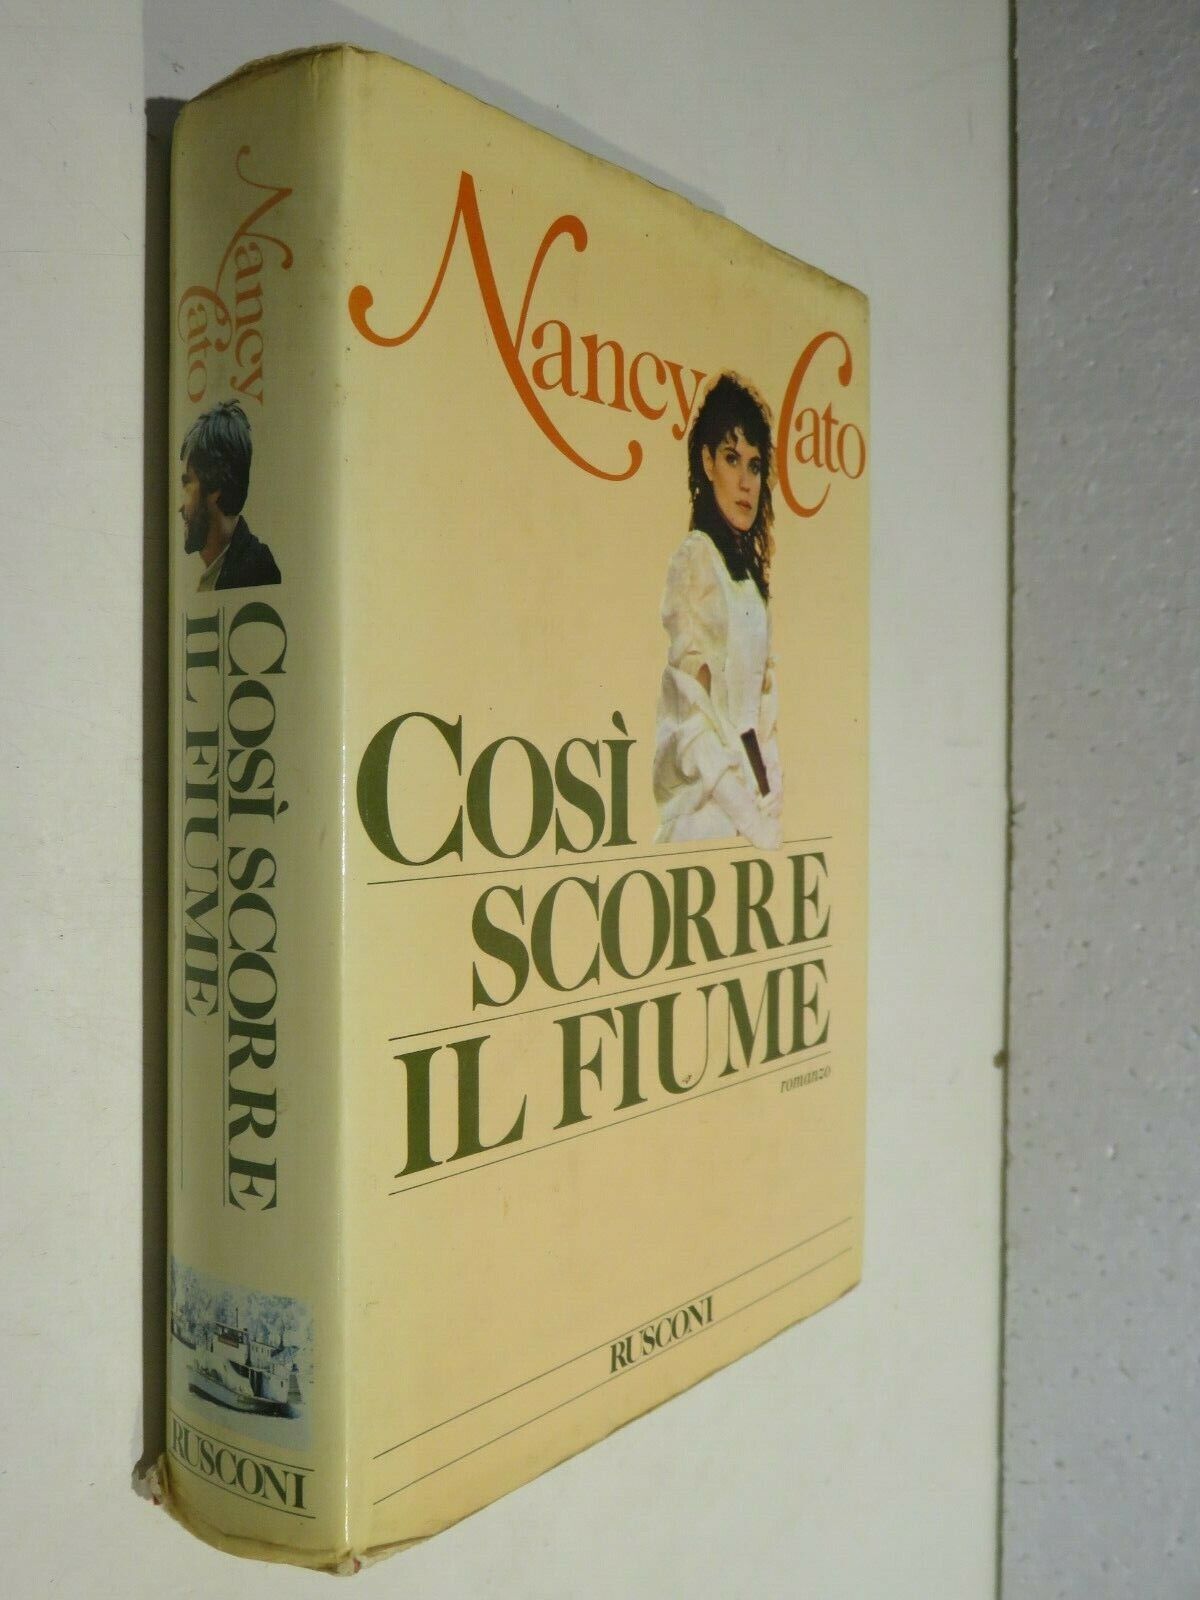 Nancy Cato
COSÌ
SCORRE
IL FIUME
romanzo
RUSCONI
Nancy
Cato
COSÌ SCORRE
IL FIUME
RUSCONI